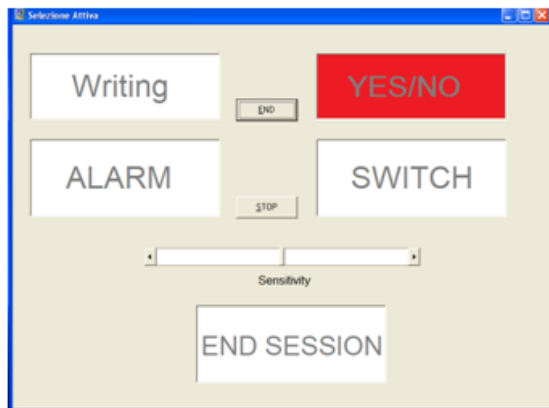 Selezione Attiva
Writing
YES/NO
END
ALARM
SWITCH
STOP
Sensitivity
END SESSION